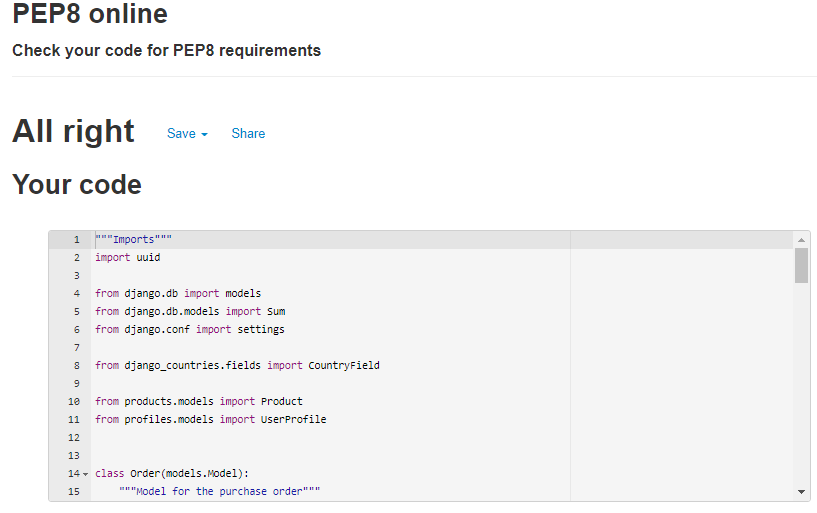 PEP8 online
Check your code for PEP8 requirements
All right Save Share
Your code
1 """Imports"""
2 import uuid
3
4 from django.db import models
5 from django.db.models import Sum
6 from django.conf import settings
7
8 from django_countries.fields import CountryField
9
10 from products.models import Product
11 from profiles.models import UserProfile
12
13
14 class Order(models.Model):
15 """Model for the purchase order"""